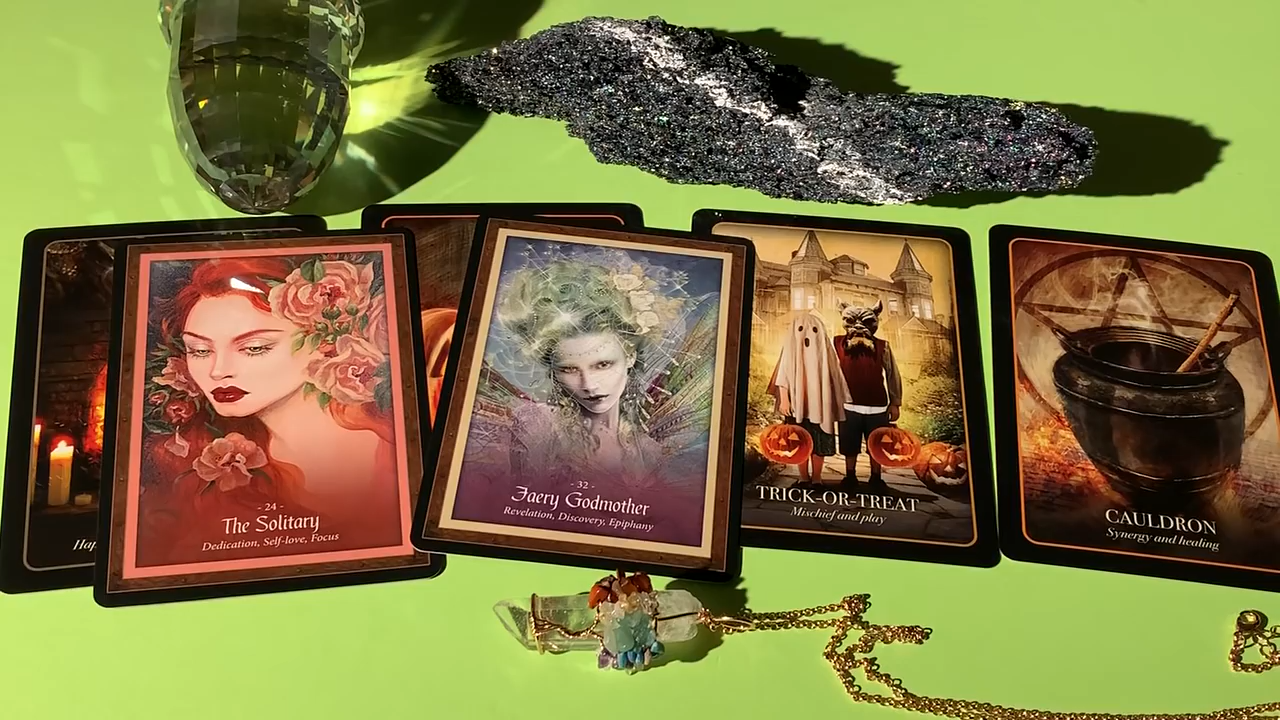 - 24 -
The Solitary
Dedication, Self-love, Focus
- 32 -
Faery Godmother
Revelation, Discovery, Epiphany
TRICK-OR-TREAT
Mischief and play
CAULDRON
Synergy and healing